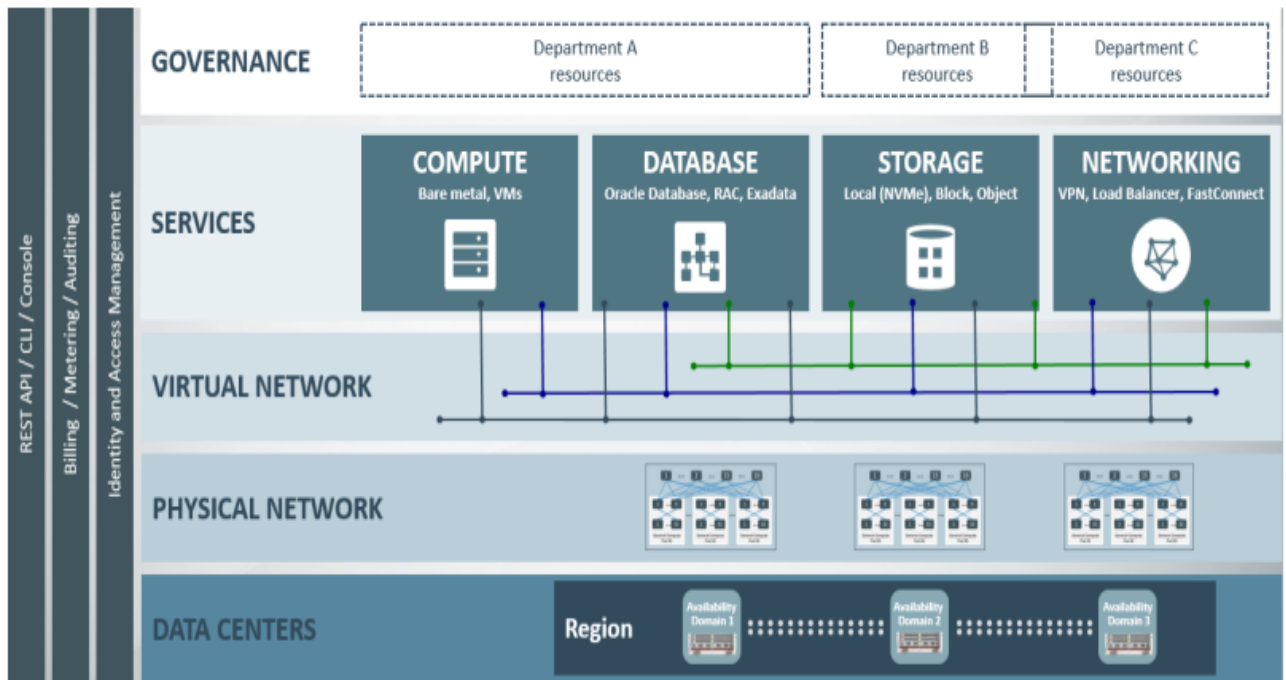 REST API / CLI / Console
Billing / Metering / Auditing
Identity and Access Management
GOVERNANCE
Department A
resources
Department B
resources
Department C
resources
SERVICES
COMPUTE
Bare metal, VMs
DATABASE
Oracle Database, RAC, Exadata
STORAGE
Local (NVMe), Block, Object
NETWORKING
VPN, Load Balancer, FastConnect
VIRTUAL NETWORK
PHYSICAL NETWORK
DATA CENTERS
Region
Availability
Domain 1
Availability
Domain 2
Availability
Domain 3